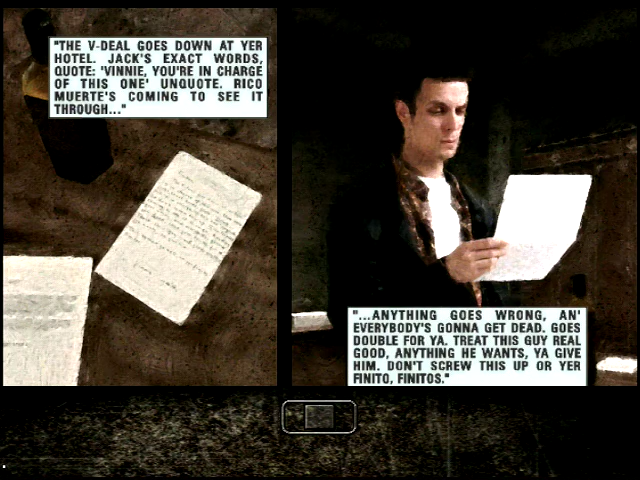 "THE V-DEAL GOES DOWN AT YER
HOTEL. JACK'S EXACT WORDS,
QUOTE: 'VINNIE, YOU'RE IN CHARGE
OF THIS ONE' UNQUOTE. RICO
MUERTE'S COMING TO SEE IT
THROUGH..."
"...ANYTHING GOES WRONG, AN'
EVERYBODY'S GONNA GET DEAD. GOES
DOUBLE FOR YA. TREAT THIS GUY REAL
GOOD, ANYTHING HE WANTS, YA GIVE
HIM. DON'T SCREW THIS UP OR YER
FINITO, FINITOS."